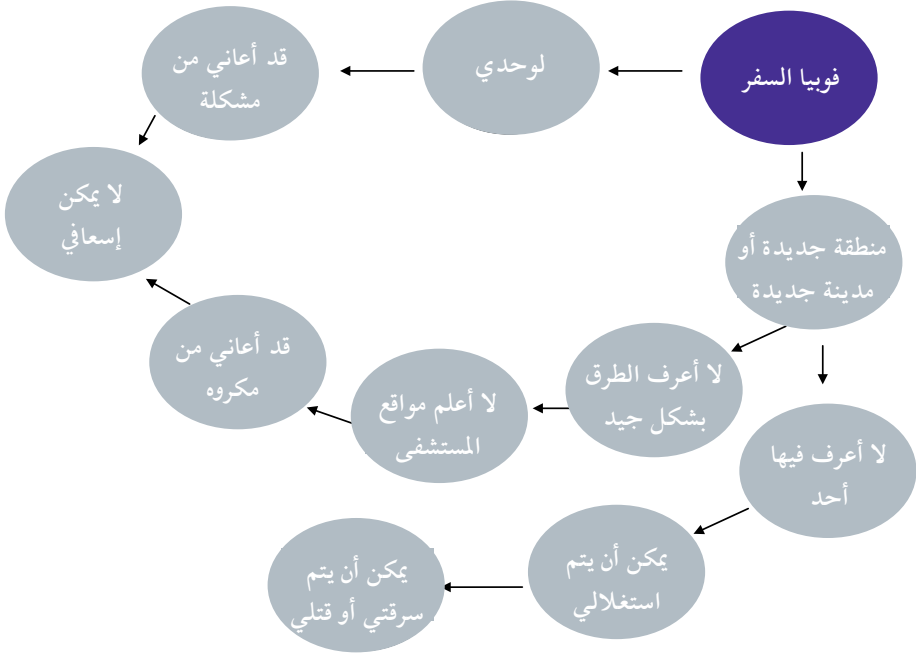 فوبيا السفر
لوحدي
قد أعاني من
مشكلة
لا يمكن
إسعافي
منطقة جديدة أو
مدينة جديدة
لا أعرف الطرق
بشكل جيد
لا أعلم مواقع
المستشفى
قد أعاني من
مكروه
لا أعرف فيها
أحد
يمكن أن يتم
استغلالي
يمكن أن يتم
سرقتي أو قتلي